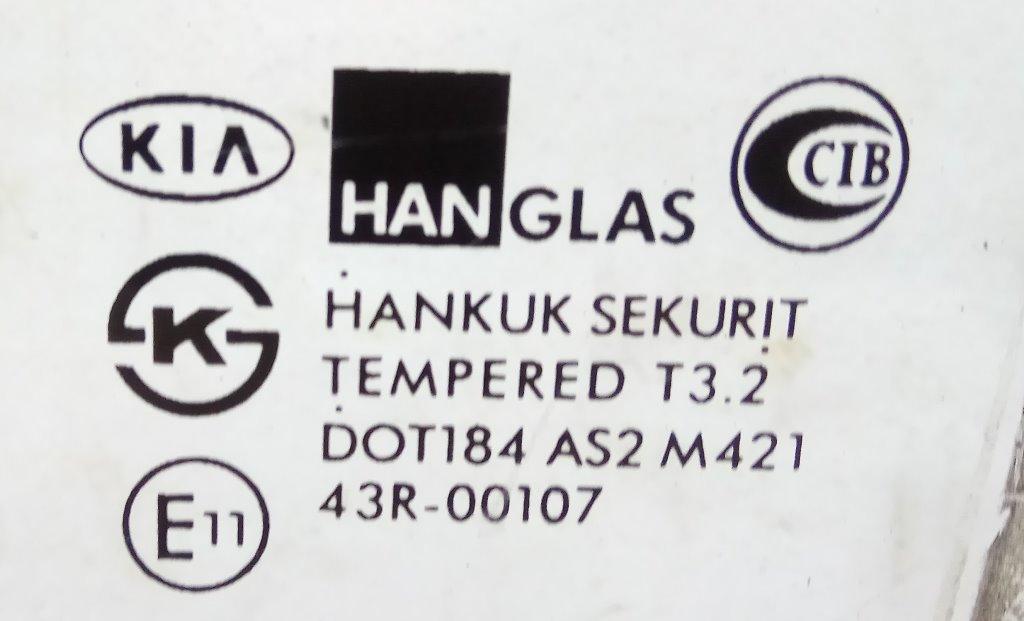 KIA
HANGLAS
CIB
K
HANKUK SEKURIT
TEMPERED T3.2
DOT184 AS2 M421
43R-00107
E11